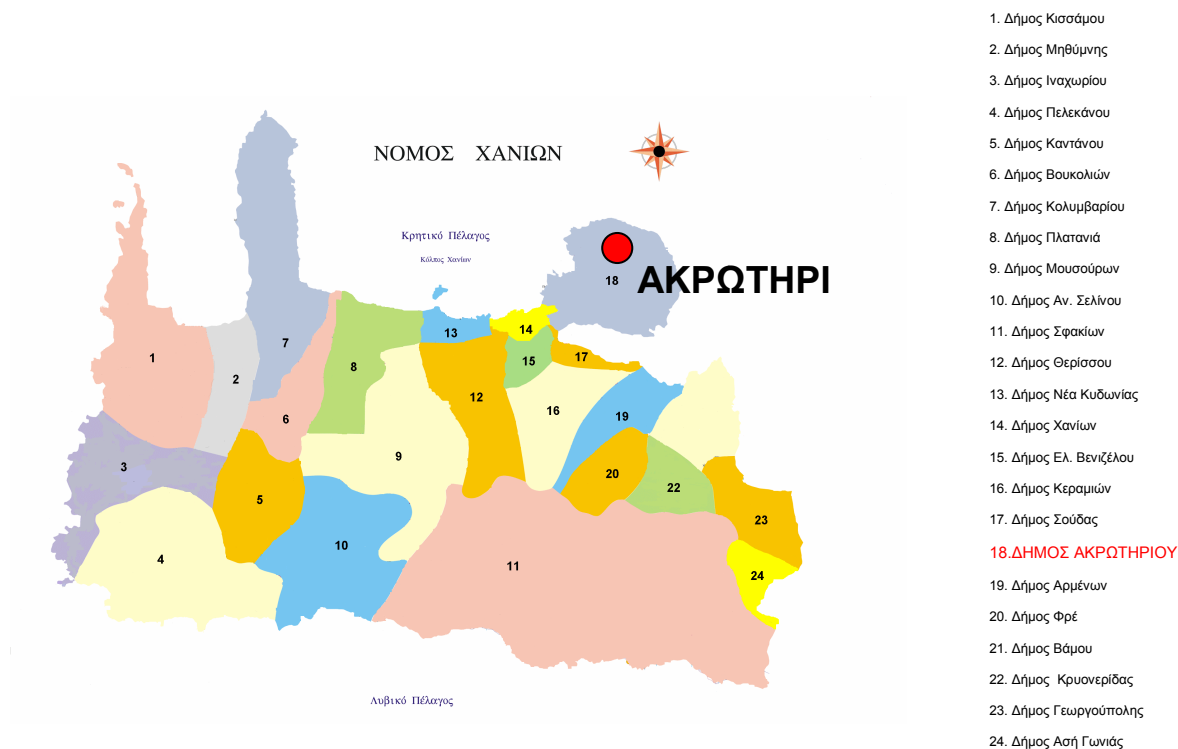 ΝΟΜΟΣ ΧΑΝΙΩΝ
Κρητικό Πέλαγος
Κόλπος Χανίων
18
ΑΚΡΩΤΗΡΙ
13
14
7
1
17
15
8
2
12
16
19
6
9
3
20
22
5
23
10
4
11
24
Λυβικό Πέλαγος
1. Δήμος Κισσάμου
2. Δήμος Μηθύμνης
3. Δήμος Ιναχωρίου
4. Δήμος Πελεκάνου
5. Δήμος Καντάνου
6. Δήμος Βουκολιών
7. Δήμος Κολυμβαρίου
8. Δήμος Πλατανιά
9. Δήμος Μουσούρων
10. Δήμος Αν. Σελίνου
11. Δήμος Σφακίων
12. Δήμος Θερίσσου
13. Δήμος Νέα Κυδωνίας
14. Δήμος Χανίων
15. Δήμος Ελ. Βενιζέλου
16. Δήμος Κεραμιών
17. Δήμος Σούδας
18.ΔΗΜΟΣ ΑΚΡΩΤΗΡΙΟΥ
19. Δήμος Αρμένων
20. Δήμος Φρέ
21. Δήμος Βάμου
22. Δήμος Κρυονερίδας
23. Δήμος Γεωργούπολης
24. Δήμος Ασή Γωνιάς